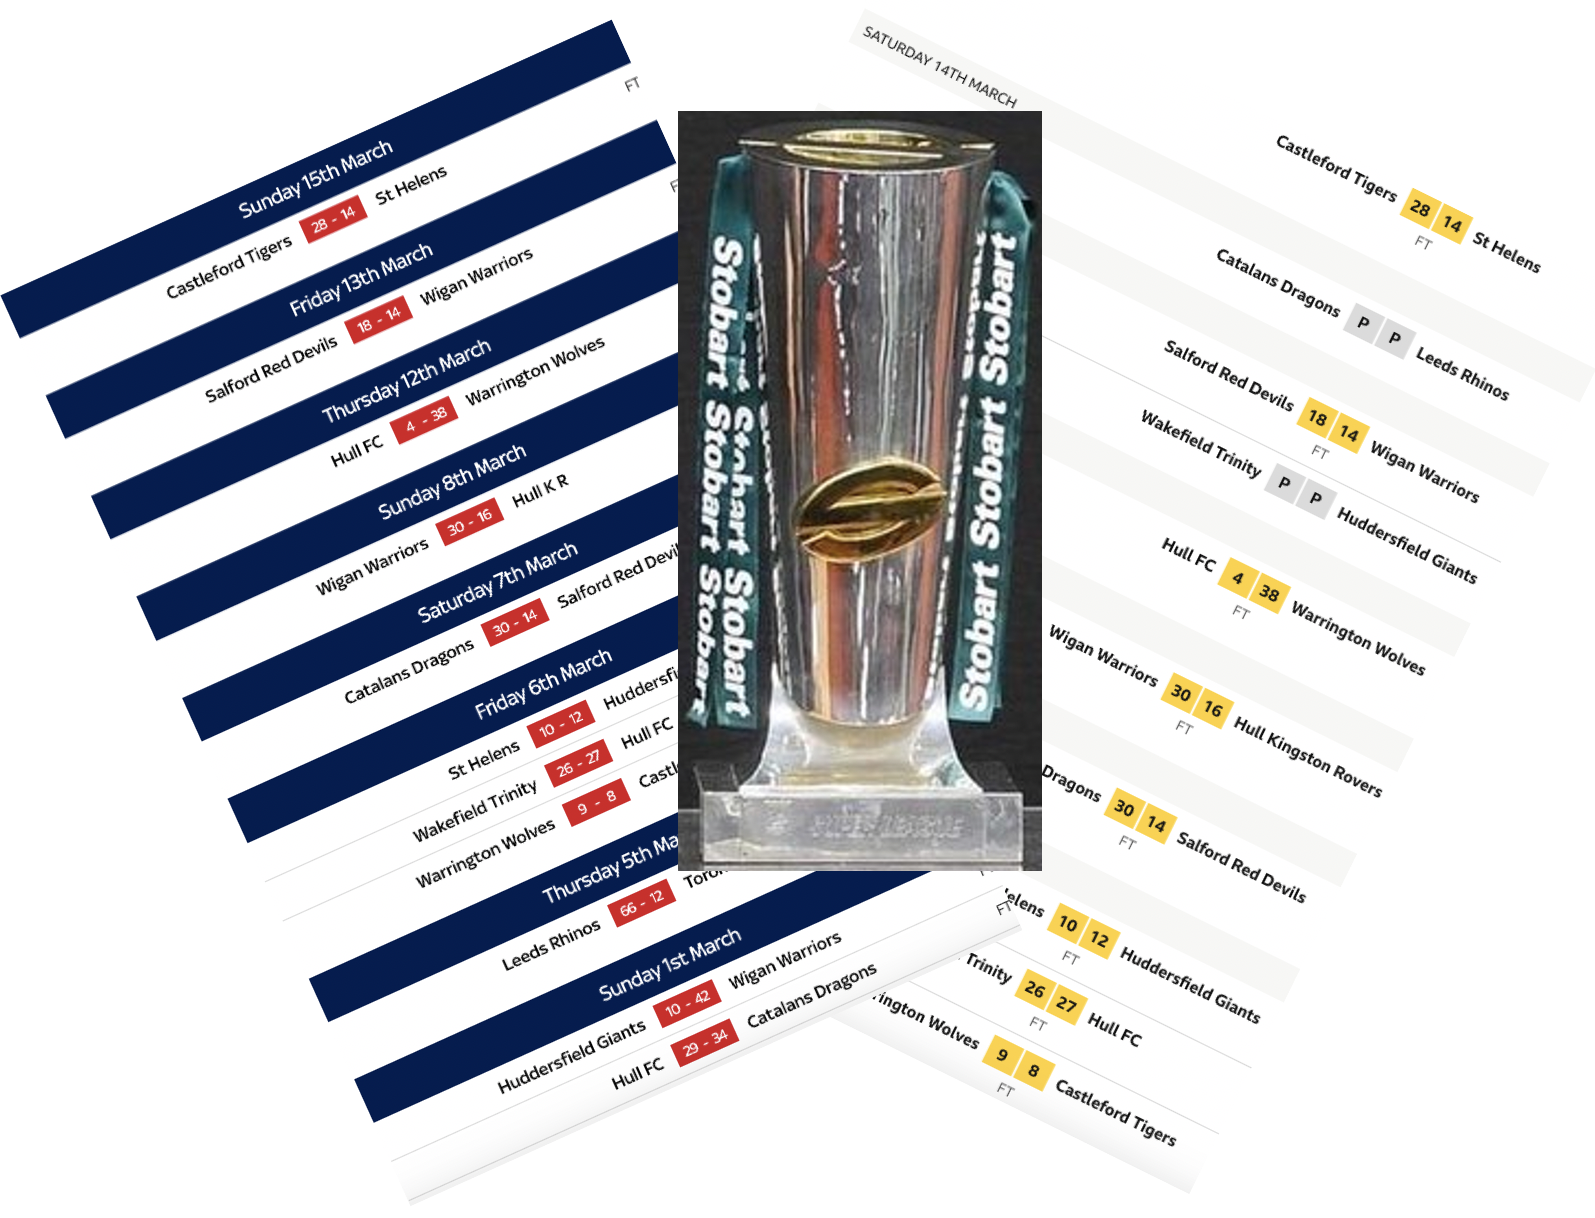 Sunday 15th March
FT
Castleford Tigers 28 - 14 St Helens
Friday 13th March
Salford Red Devils 18 - 14 Wigan Warriors
Thursday 12th March
Hull FC 4 - 38 Warrington Wolves
Sunday 8th March
Wigan Warriors 30 - 16 Hull K R
Saturday 7th March
Catalans Dragons 30 - 14 Salford Red Devil
Friday 6th March
St Helens 10 - 12 Huddersfi
Wakefield Trinity 26 - 27 Hull FC
Warrington Wolves 9 - 8 Castl
Thursday 5th Ma
Leeds Rhinos 66 - 12 Toron
Sunday 1st March
Huddersfield Giants 10 - 42 Wigan Warriors
FT
Hull FC 29 - 34 Catalans Dragons
Stobart Stobart Stobart
Stobart Stobart
Stobart Stobart Stobart
SATURDAY 14TH MARCH
Castleford Tigers 28 14 St Helens
FT
Catalans Dragons P P Leeds Rhinos
Salford Red Devils 18 14 Wigan Warriors
FT
Wakefield Trinity P P Huddersfield Giants
Hull FC 4 38 Warrington Wolves
FT
Wigan Warriors 30 16 Hull Kingston Rovers
FT
Dragons 30 14 Salford Red Devils
FT
elens 10 12 Huddersfield Giants
FT
Trinity 26 27 Hull FC
FT
rington Wolves 9 8 Castleford Tigers
FT